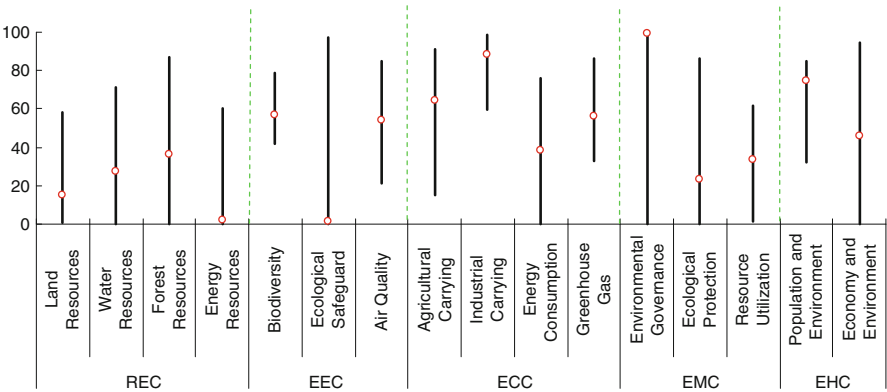 100
80
60
40
20
0
Land
Resources
Water
Resources
Forest
Resources
Energy
Resources
Biodiversity
Ecological
Safeguard
Air Quality
Agricultural
Carrying
Industrial
Carrying
Energy
Consumption
Greenhouse
Gas
Environmental
Governance
Ecological
Protection
Resource
Utilization
Population and
Environment
Economy and
Environment
REC
EEC
ECC
EMC
EHC